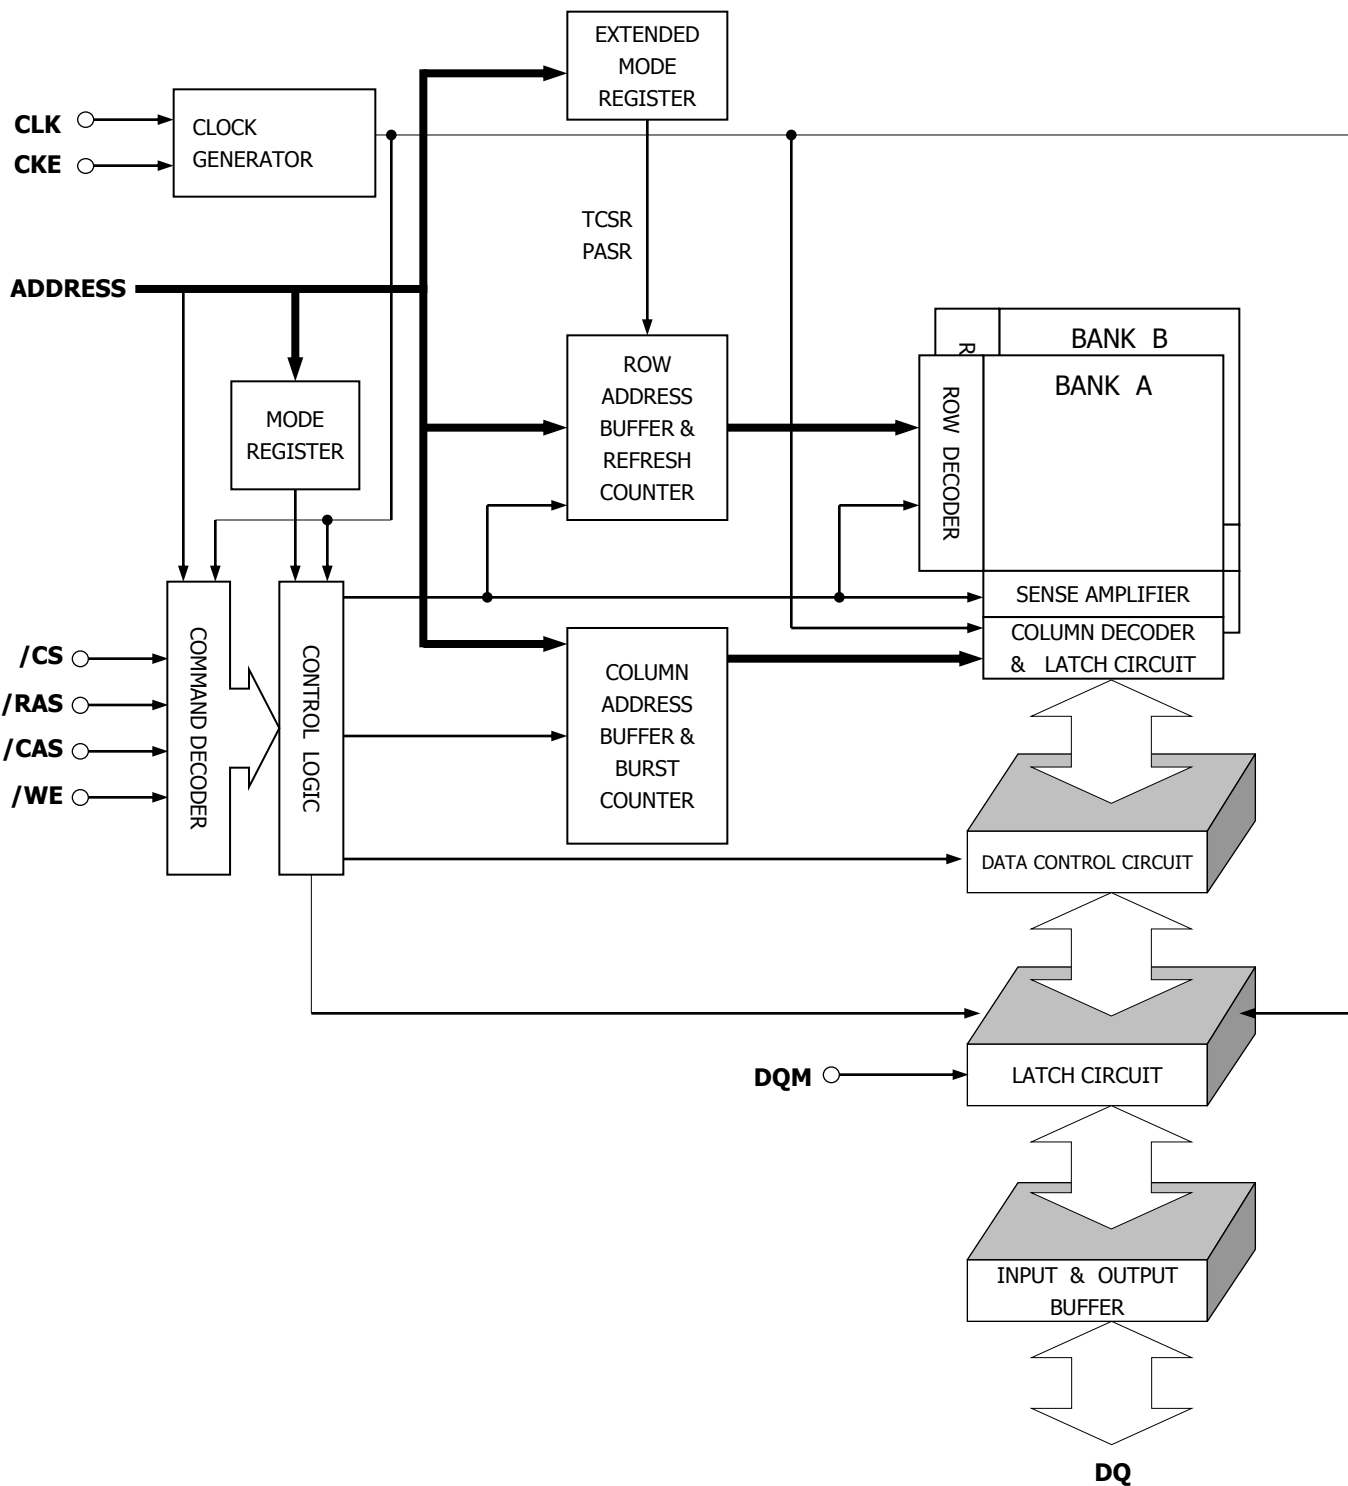 EXTENDED
MODE
REGISTER
CLK
CKE
CLOCK
GENERATOR
TCSR
PASR
ADDRESS
MODE
REGISTER
ROW
ADDRESS
BUFFER &
REFRESH
COUNTER
R
BANK B
BANK A
ROW DECODER
SENSE AMPLIFIER
COLUMN DECODER
& LATCH CIRCUIT
/CS
/RAS
/CAS
/WE
COMMAND DECODER
CONTROL LOGIC
COLUMN
ADDRESS
BUFFER &
BURST
COUNTER
DATA CONTROL CIRCUIT
DQM
LATCH CIRCUIT
INPUT & OUTPUT
BUFFER
DQ